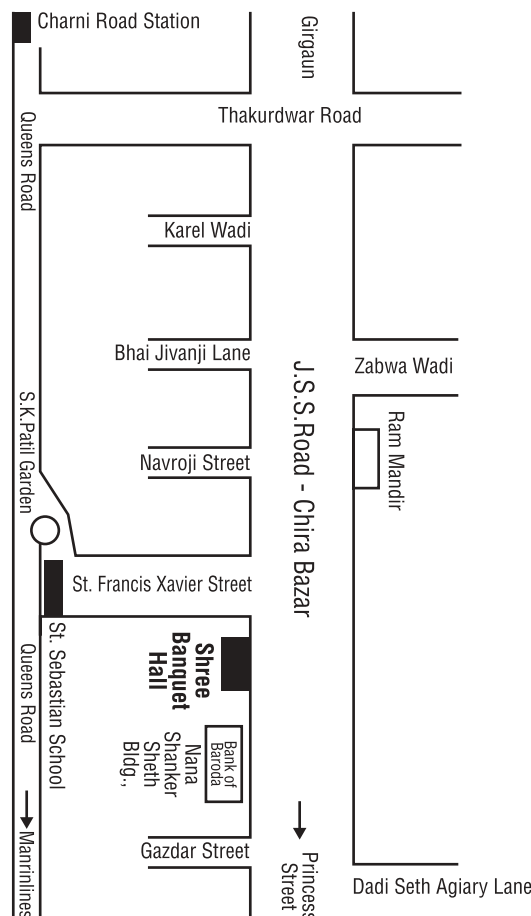 Charni Road Station
Girgaun
Thakurdwar Road
Queens Road
Karel Wadi
Bhai Jivanji Lane
Zabwa Wadi
J.S.S.Road - Chira Bazar
S.K.Patil Garden
Ram Mandir
Navroji Street
St. Francis Xavier Street
St. Sebastian School
Queens Road
Shree
Banquet
Hall
Bank of
Baroda
Nana
Shanker
Sheth
Bldg.,
Manrinlines
Gazdar Street
Princess
Street
Dadi Seth Agiary Lane